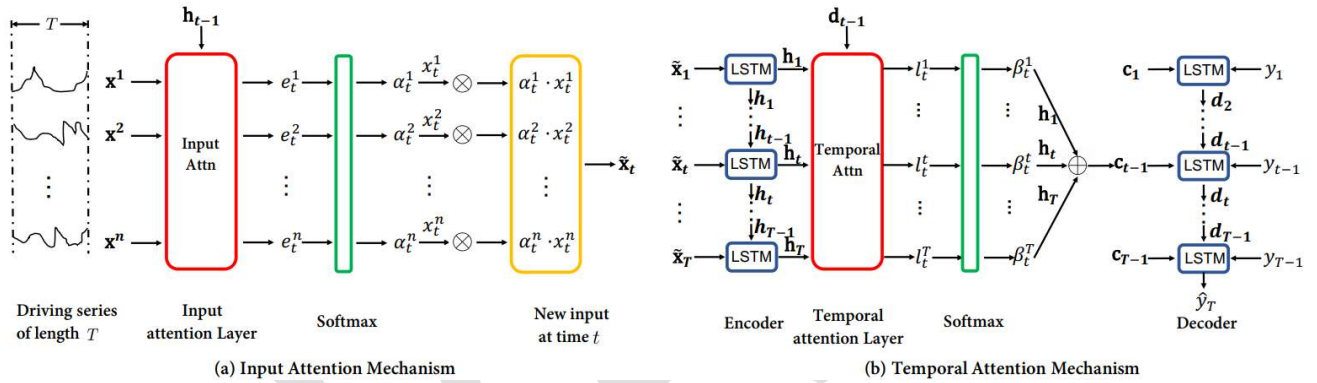 T
h_{t-1}
x^1 e_t^1 α_t^1 x_t^1 ⊗ α_t^1 · x_t^1
x^2 e_t^2 α_t^2 x_t^2 ⊗ α_t^2 · x_t^2
Input
Attn
⋮ ⋮ ⋮ ⋮
x̃_t
x^n e_t^n α_t^n x_t^n ⊗ α_t^n · x_t^n
Driving series
of length T
Input
attention Layer
Softmax
New input
at time t
(a) Input Attention Mechanism
d_{t-1}
x̃_1 LSTM h_1 l_t^1 β_t^1 c_1 LSTM y_1
⋮ h_1 ⋮ ⋮ h_1 d_2
h_{t-1} d_{t-1}
x̃_t LSTM h_t Temporal
Attn l_t^t β_t^t h_t ⊕ c_{t-1} LSTM y_{t-1}
⋮ h_t ⋮ ⋮ h_T d_t
h_{T-1} d_{T-1}
x̃_T LSTM h_T l_t^T β_t^T c_{T-1} LSTM y_{T-1}
ŷ_T
Encoder
Temporal
attention Layer
Softmax
Decoder
(b) Temporal Attention Mechanism